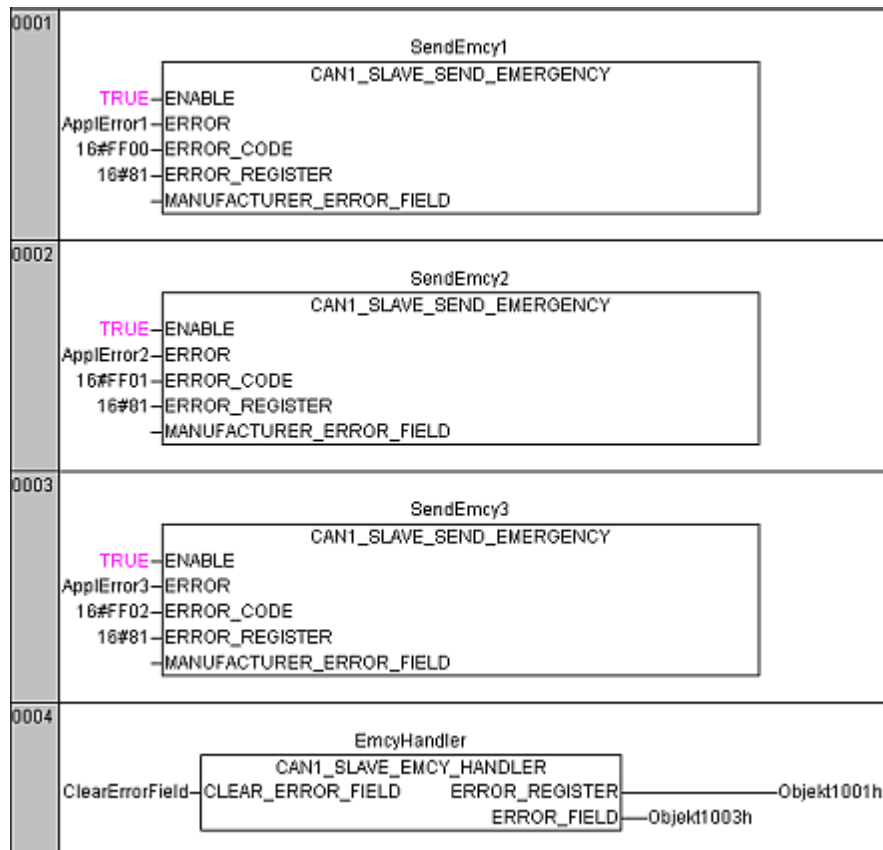 0001
SendEmcy1
CAN1_SLAVE_SEND_EMERGENCY
TRUE ENABLE
ApplError1 ERROR
16#FF00 ERROR_CODE
16#81 ERROR_REGISTER
MANUFACTURER_ERROR_FIELD
0002
SendEmcy2
CAN1_SLAVE_SEND_EMERGENCY
TRUE ENABLE
ApplError2 ERROR
16#FF01 ERROR_CODE
16#81 ERROR_REGISTER
MANUFACTURER_ERROR_FIELD
0003
SendEmcy3
CAN1_SLAVE_SEND_EMERGENCY
TRUE ENABLE
ApplError3 ERROR
16#FF02 ERROR_CODE
16#81 ERROR_REGISTER
MANUFACTURER_ERROR_FIELD
0004
EmcyHandler
CAN1_SLAVE_EMCY_HANDLER
ClearErrorField CLEAR_ERROR_FIELD ERROR_REGISTER Objekt1001h
ERROR_FIELD Objekt1003h